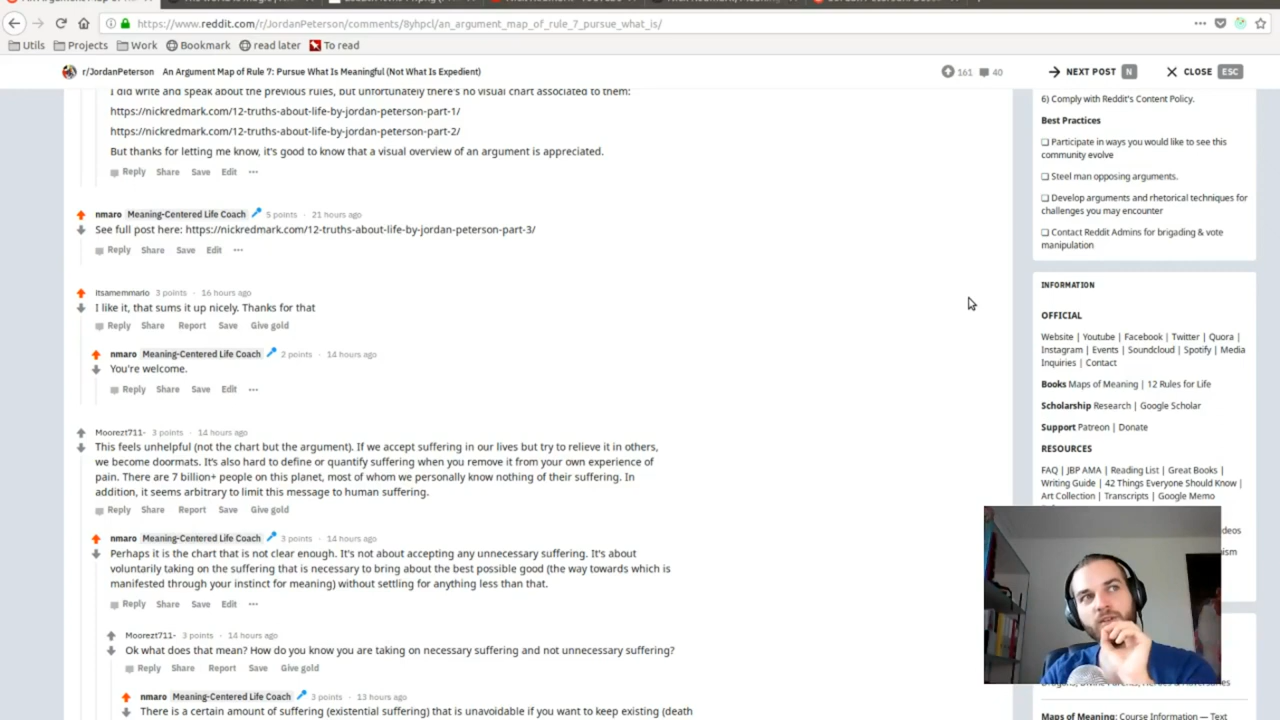 https://www.reddit.com/r/JordanPeterson/comments/8yhpcl/an_argument_map_of_rule_7_pursue_what_is/
Utils Projects Work Bookmark read later To read
r/JordanPeterson An Argument Map of Rule 7: Pursue What Is Meaningful (Not What Is Expedient) 161 40 NEXT POST N CLOSE ESC
I did write and speak about the previous rules, but unfortunately there's no visual chart associated to them:
https://nickredmark.com/12-truths-about-life-by-jordan-peterson-part-1/
https://nickredmark.com/12-truths-about-life-by-jordan-peterson-part-2/
But thanks for letting me know, it's good to know that a visual overview of an argument is appreciated.
Reply Share Save Edit
nmaro Meaning-Centered Life Coach 5 points · 21 hours ago
See full post here: https://nickredmark.com/12-truths-about-life-by-jordan-peterson-part-3/
Reply Share Save Edit
itsamemmario 3 points · 16 hours ago
I like it, that sums it up nicely. Thanks for that
Reply Share Report Save Give gold
nmaro Meaning-Centered Life Coach 2 points · 14 hours ago
You're welcome.
Reply Share Save Edit
Moorezt711- 3 points · 14 hours ago
This feels unhelpful (not the chart but the argument). If we accept suffering in our lives but try to relieve it in others,
we become doormats. It's also hard to define or quantify suffering when you remove it from your own experience of
pain. There are 7 billion+ people on this planet, most of whom we personally know nothing of their suffering. In
addition, it seems arbitrary to limit this message to human suffering.
Reply Share Report Save Give gold
nmaro Meaning-Centered Life Coach 3 points · 14 hours ago
Perhaps it is the chart that is not clear enough. It's not about accepting any unnecessary suffering. It's about
voluntarily taking on the suffering that is necessary to bring about the best possible good (the way towards which is
manifested through your instinct for meaning) without settling for anything less than that.
Reply Share Save Edit
Moorezt711- 3 points · 14 hours ago
Ok what does that mean? How do you know you are taking on necessary suffering and not unnecessary suffering?
Reply Share Report Save Give gold
nmaro Meaning-Centered Life Coach 3 points · 13 hours ago
There is a certain amount of suffering (existential suffering) that is unavoidable if you want to keep existing (death
6) Comply with Reddit's Content Policy.
Best Practices
❏ Participate in ways you would like to see this
community evolve
❏ Steel man opposing arguments.
❏ Develop arguments and rhetorical techniques for
challenges you may encounter
❏ Contact Reddit Admins for brigading & vote
manipulation
INFORMATION
OFFICIAL
Website | Youtube | Facebook | Twitter | Quora |
Instagram | Events | Soundcloud | Spotify | Media
Inquiries | Contact
Books Maps of Meaning | 12 Rules for Life
Scholarship Research | Google Scholar
Support Patreon | Donate
RESOURCES
FAQ | JBP AMA | Reading List | Great Books |
Writing Guide | 42 Things Everyone Should Know |
Art Collection | Transcripts | Google Memo
Maps of Meaning: Course Information — Text